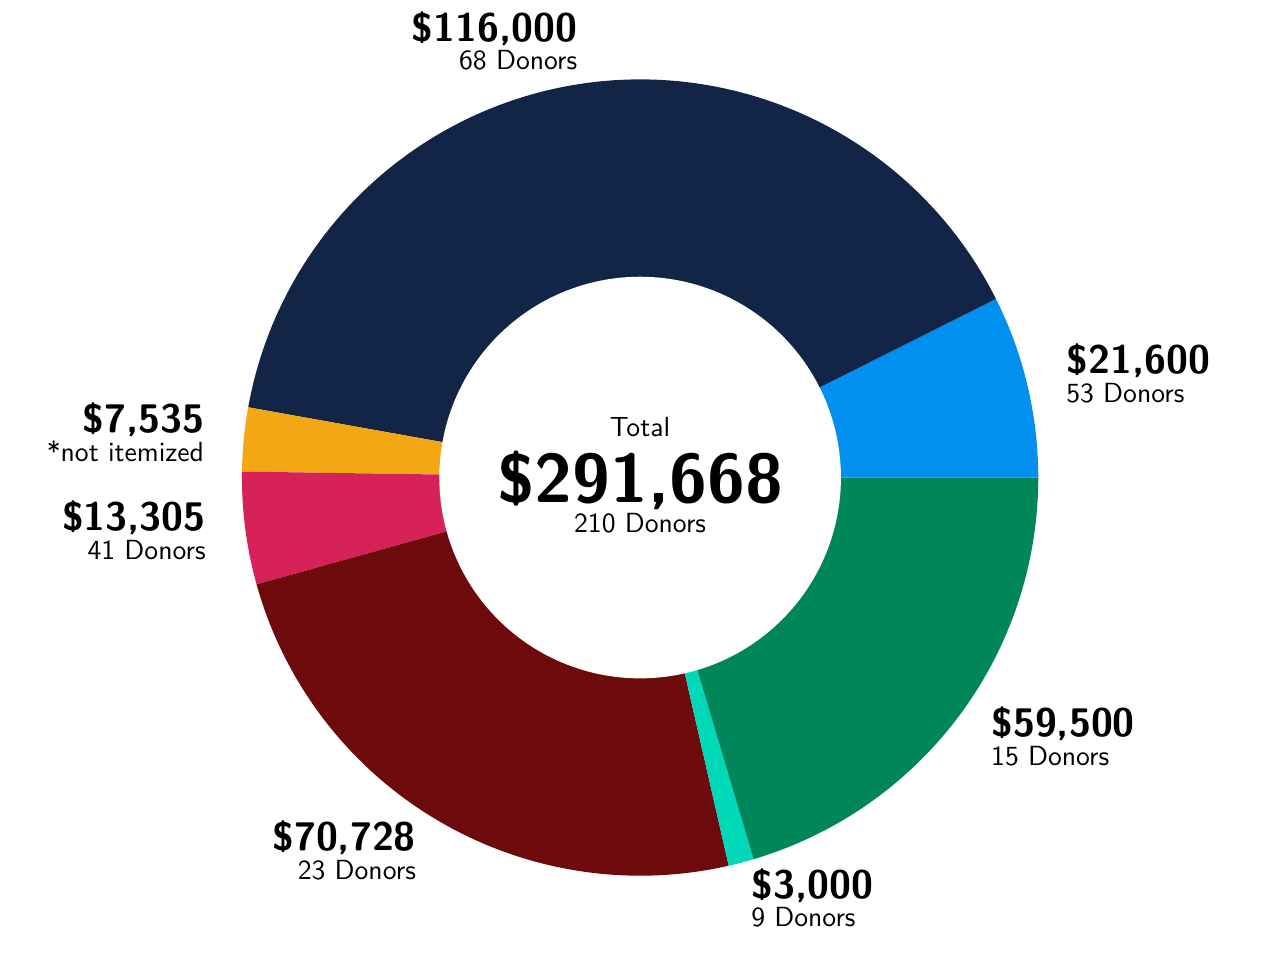 $116,000
68 Donors
$21,600
53 Donors
$7,535
*not itemized
Total
$291,668
210 Donors
$13,305
41 Donors
$59,500
15 Donors
$70,728
23 Donors
$3,000
9 Donors